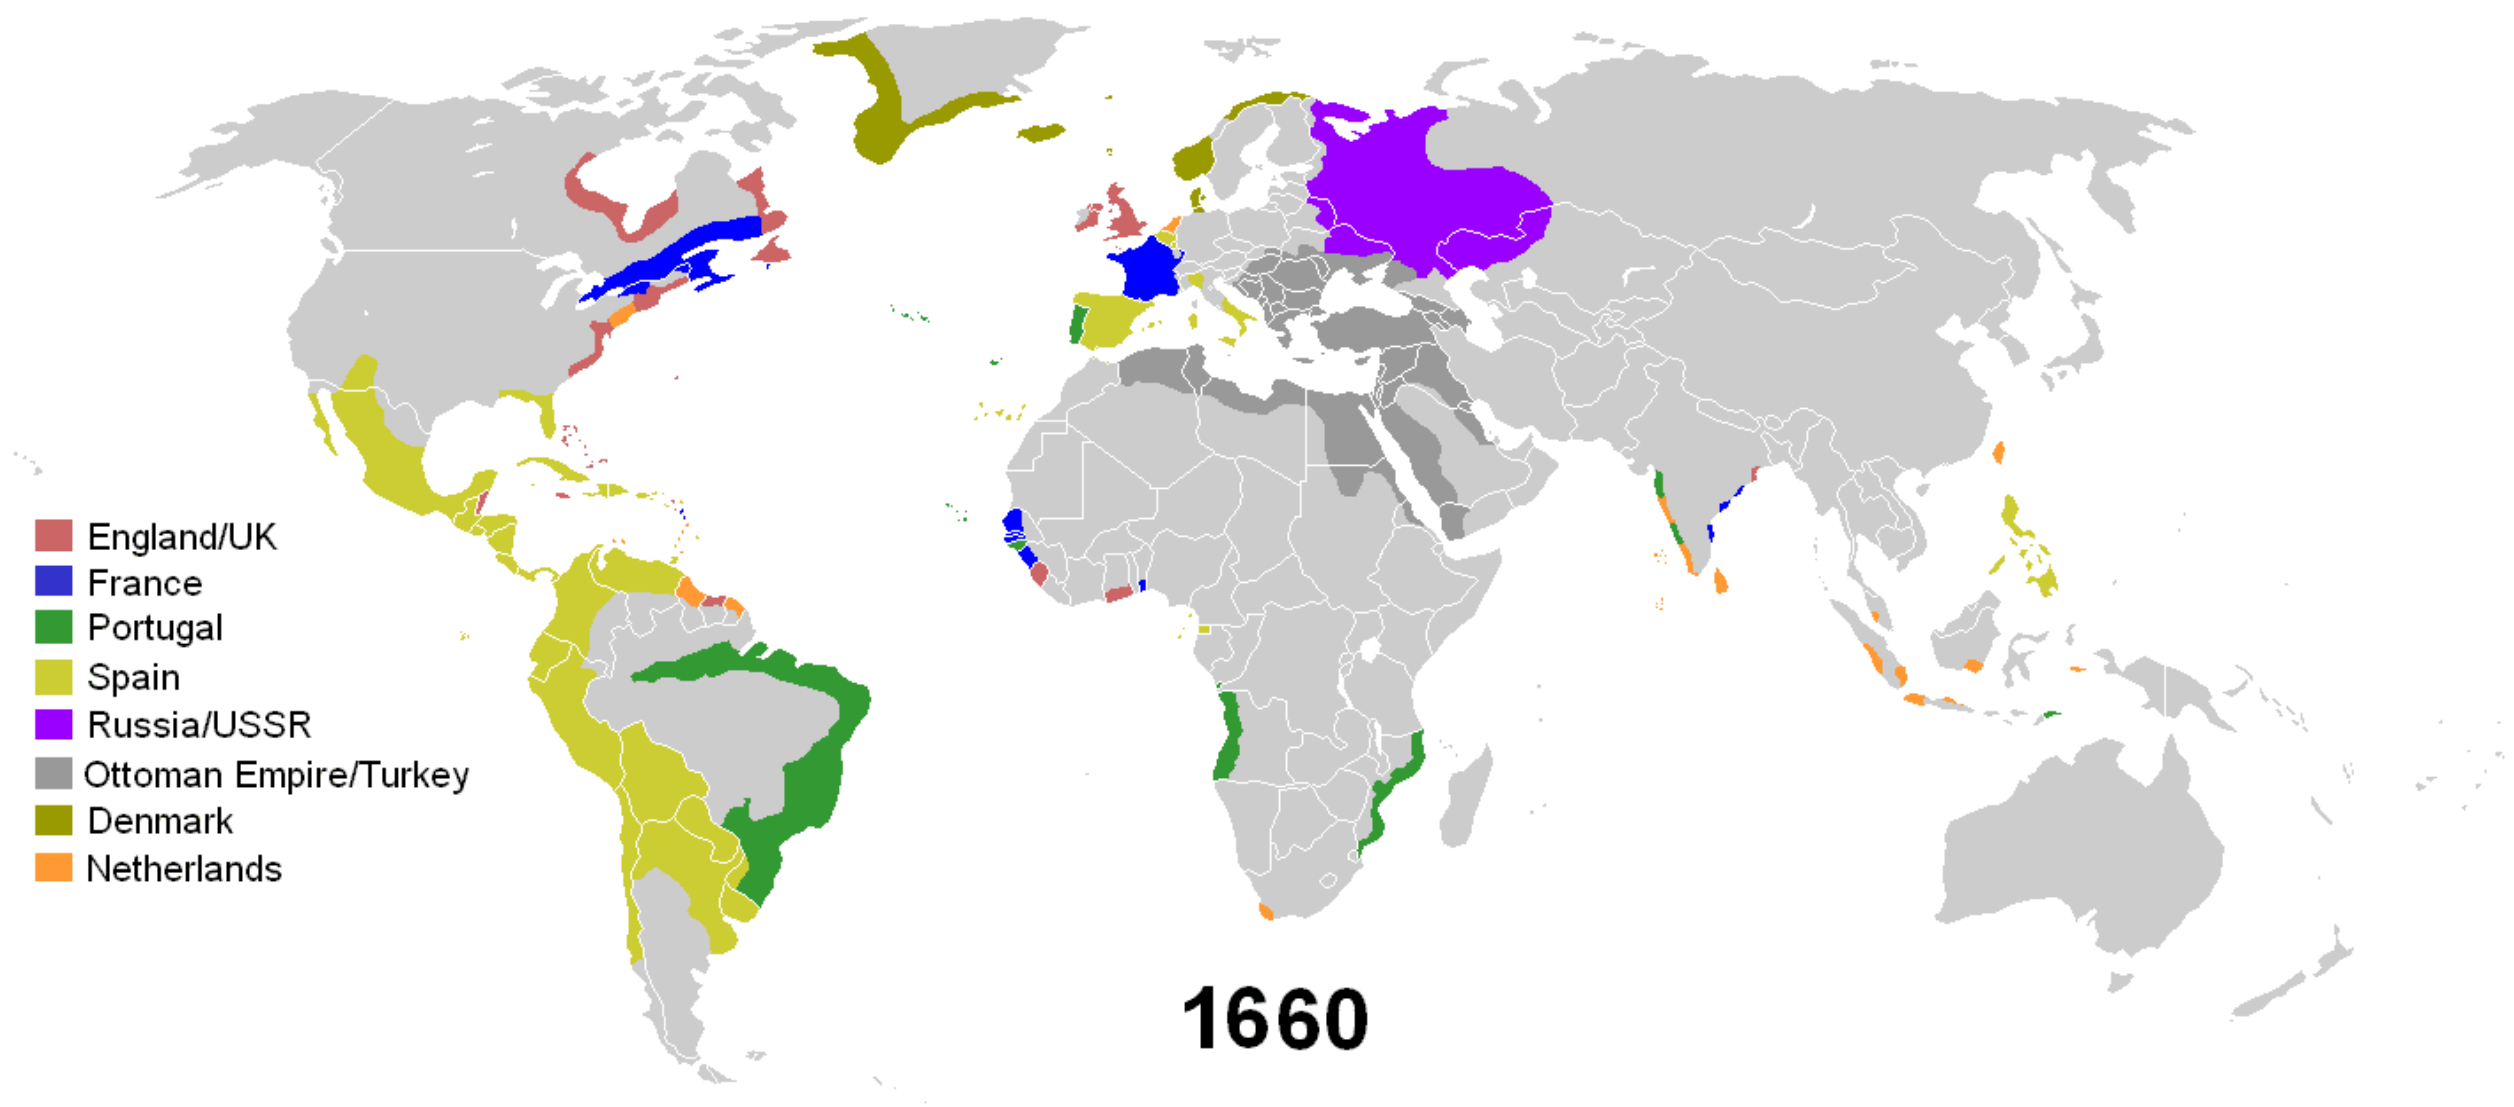 England/UK
France
Portugal
Spain
Russia/USSR
Ottoman Empire/Turkey
Denmark
Netherlands
1660